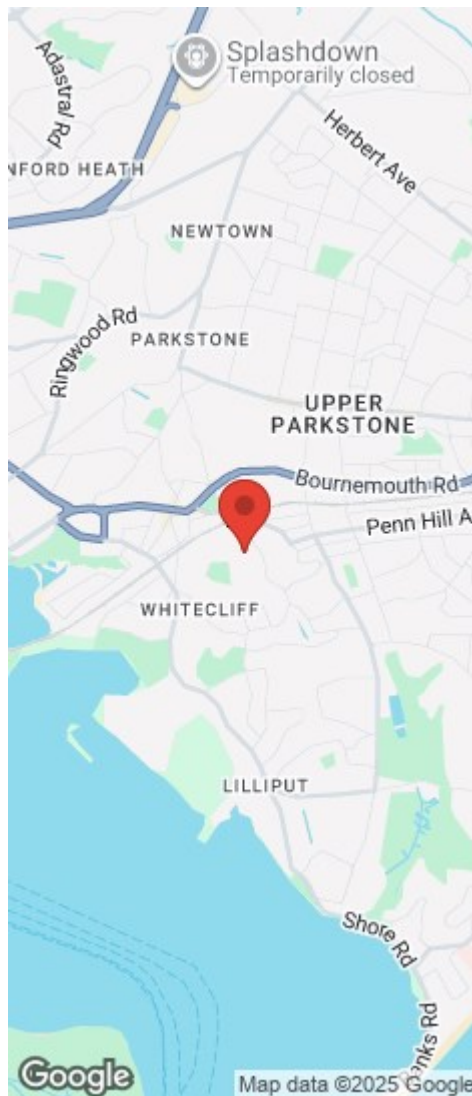 Splashdown
Temporarily closed
Adastral Rd
NFORD HEATH
Herbert Ave
NEWTOWN
Ringwood Rd
PARKSTONE
UPPER
PARKSTONE
Bournemouth Rd
Penn Hill A
WHITECLIFF
LILLIPUT
Shore Rd
Banks Rd
Google
Map data ©2025 Google